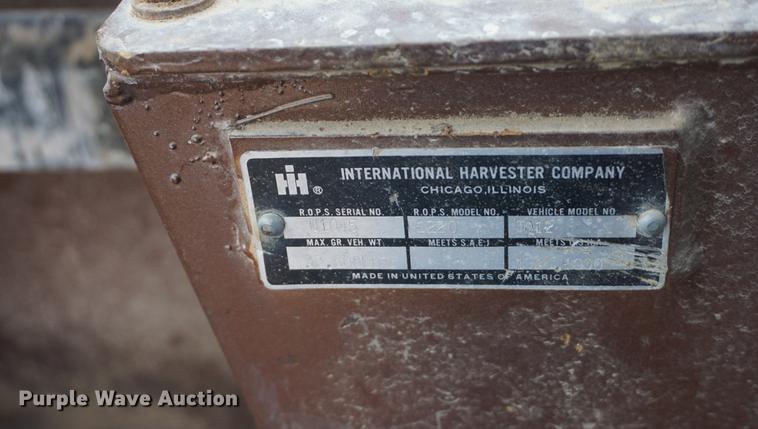 IH ®
INTERNATIONAL HARVESTER COMPANY
CHICAGO, ILLINOIS
R.O.P.S. SERIAL NO. R.O.P.S. MODEL NO. VEHICLE MODEL NO
MAX. GR. VEH. WT. MEETS S.A.E.J
MADE IN UNITED STATES OF AMERICA
Purple Wave Auction